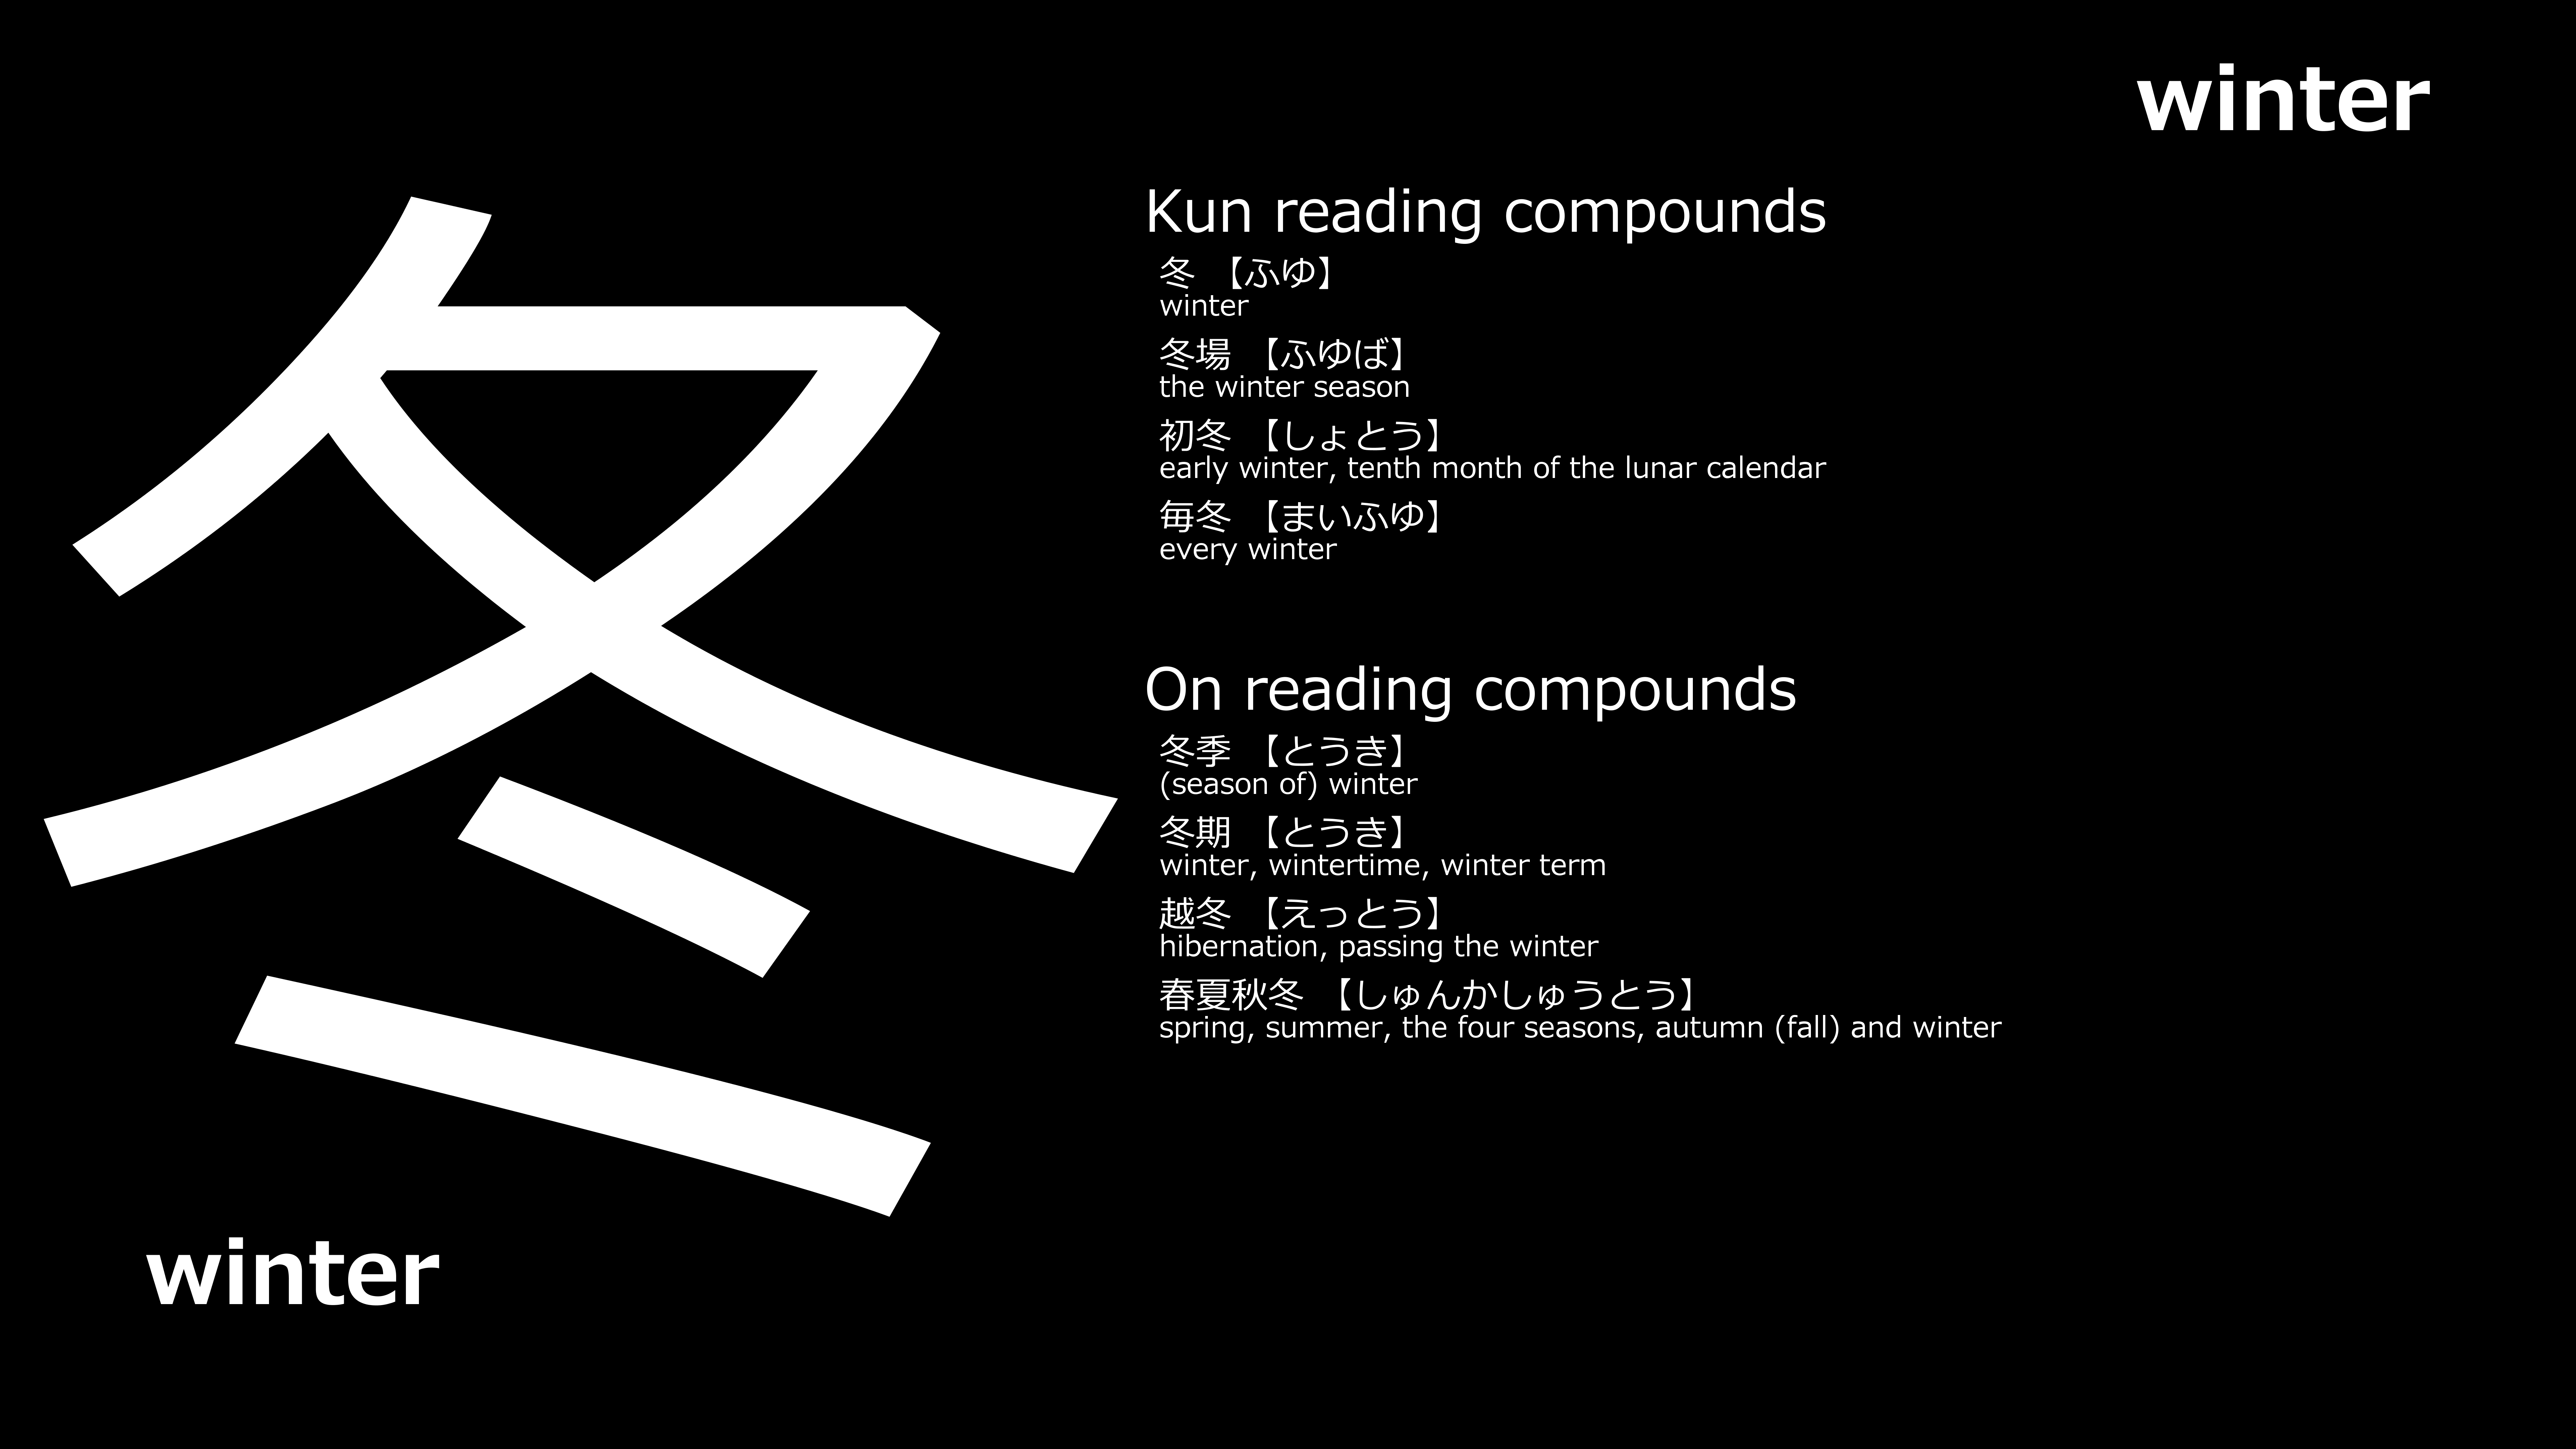 winter
冬
Kun reading compounds
冬 【ふゆ】
winter
冬場 【ふゆば】
the winter season
初冬 【しょとう】
early winter, tenth month of the lunar calendar
毎冬 【まいふゆ】
every winter
On reading compounds
冬季 【とうき】
(season of) winter
冬期 【とうき】
winter, wintertime, winter term
越冬 【えっとう】
hibernation, passing the winter
春夏秋冬 【しゅんかしゅうとう】
spring, summer, the four seasons, autumn (fall) and winter
winter